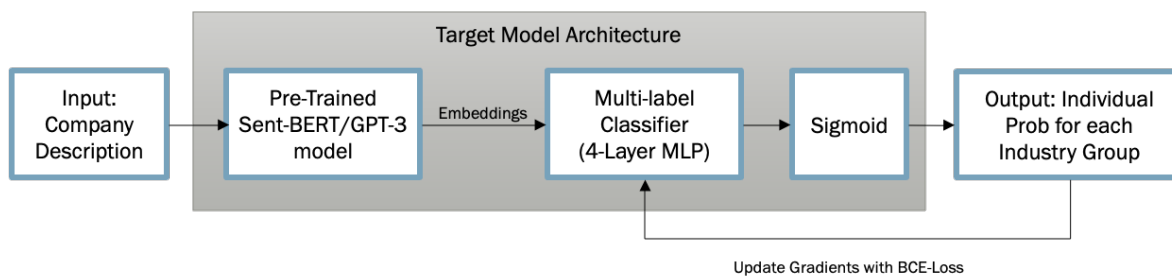 Target Model Architecture
Input:
Company
Description
Pre-Trained
Sent-BERT/GPT-3
model
Embeddings
Multi-label
Classifier
(4-Layer MLP)
Sigmoid
Output: Individual
Prob for each
Industry Group
Update Gradients with BCE-Loss